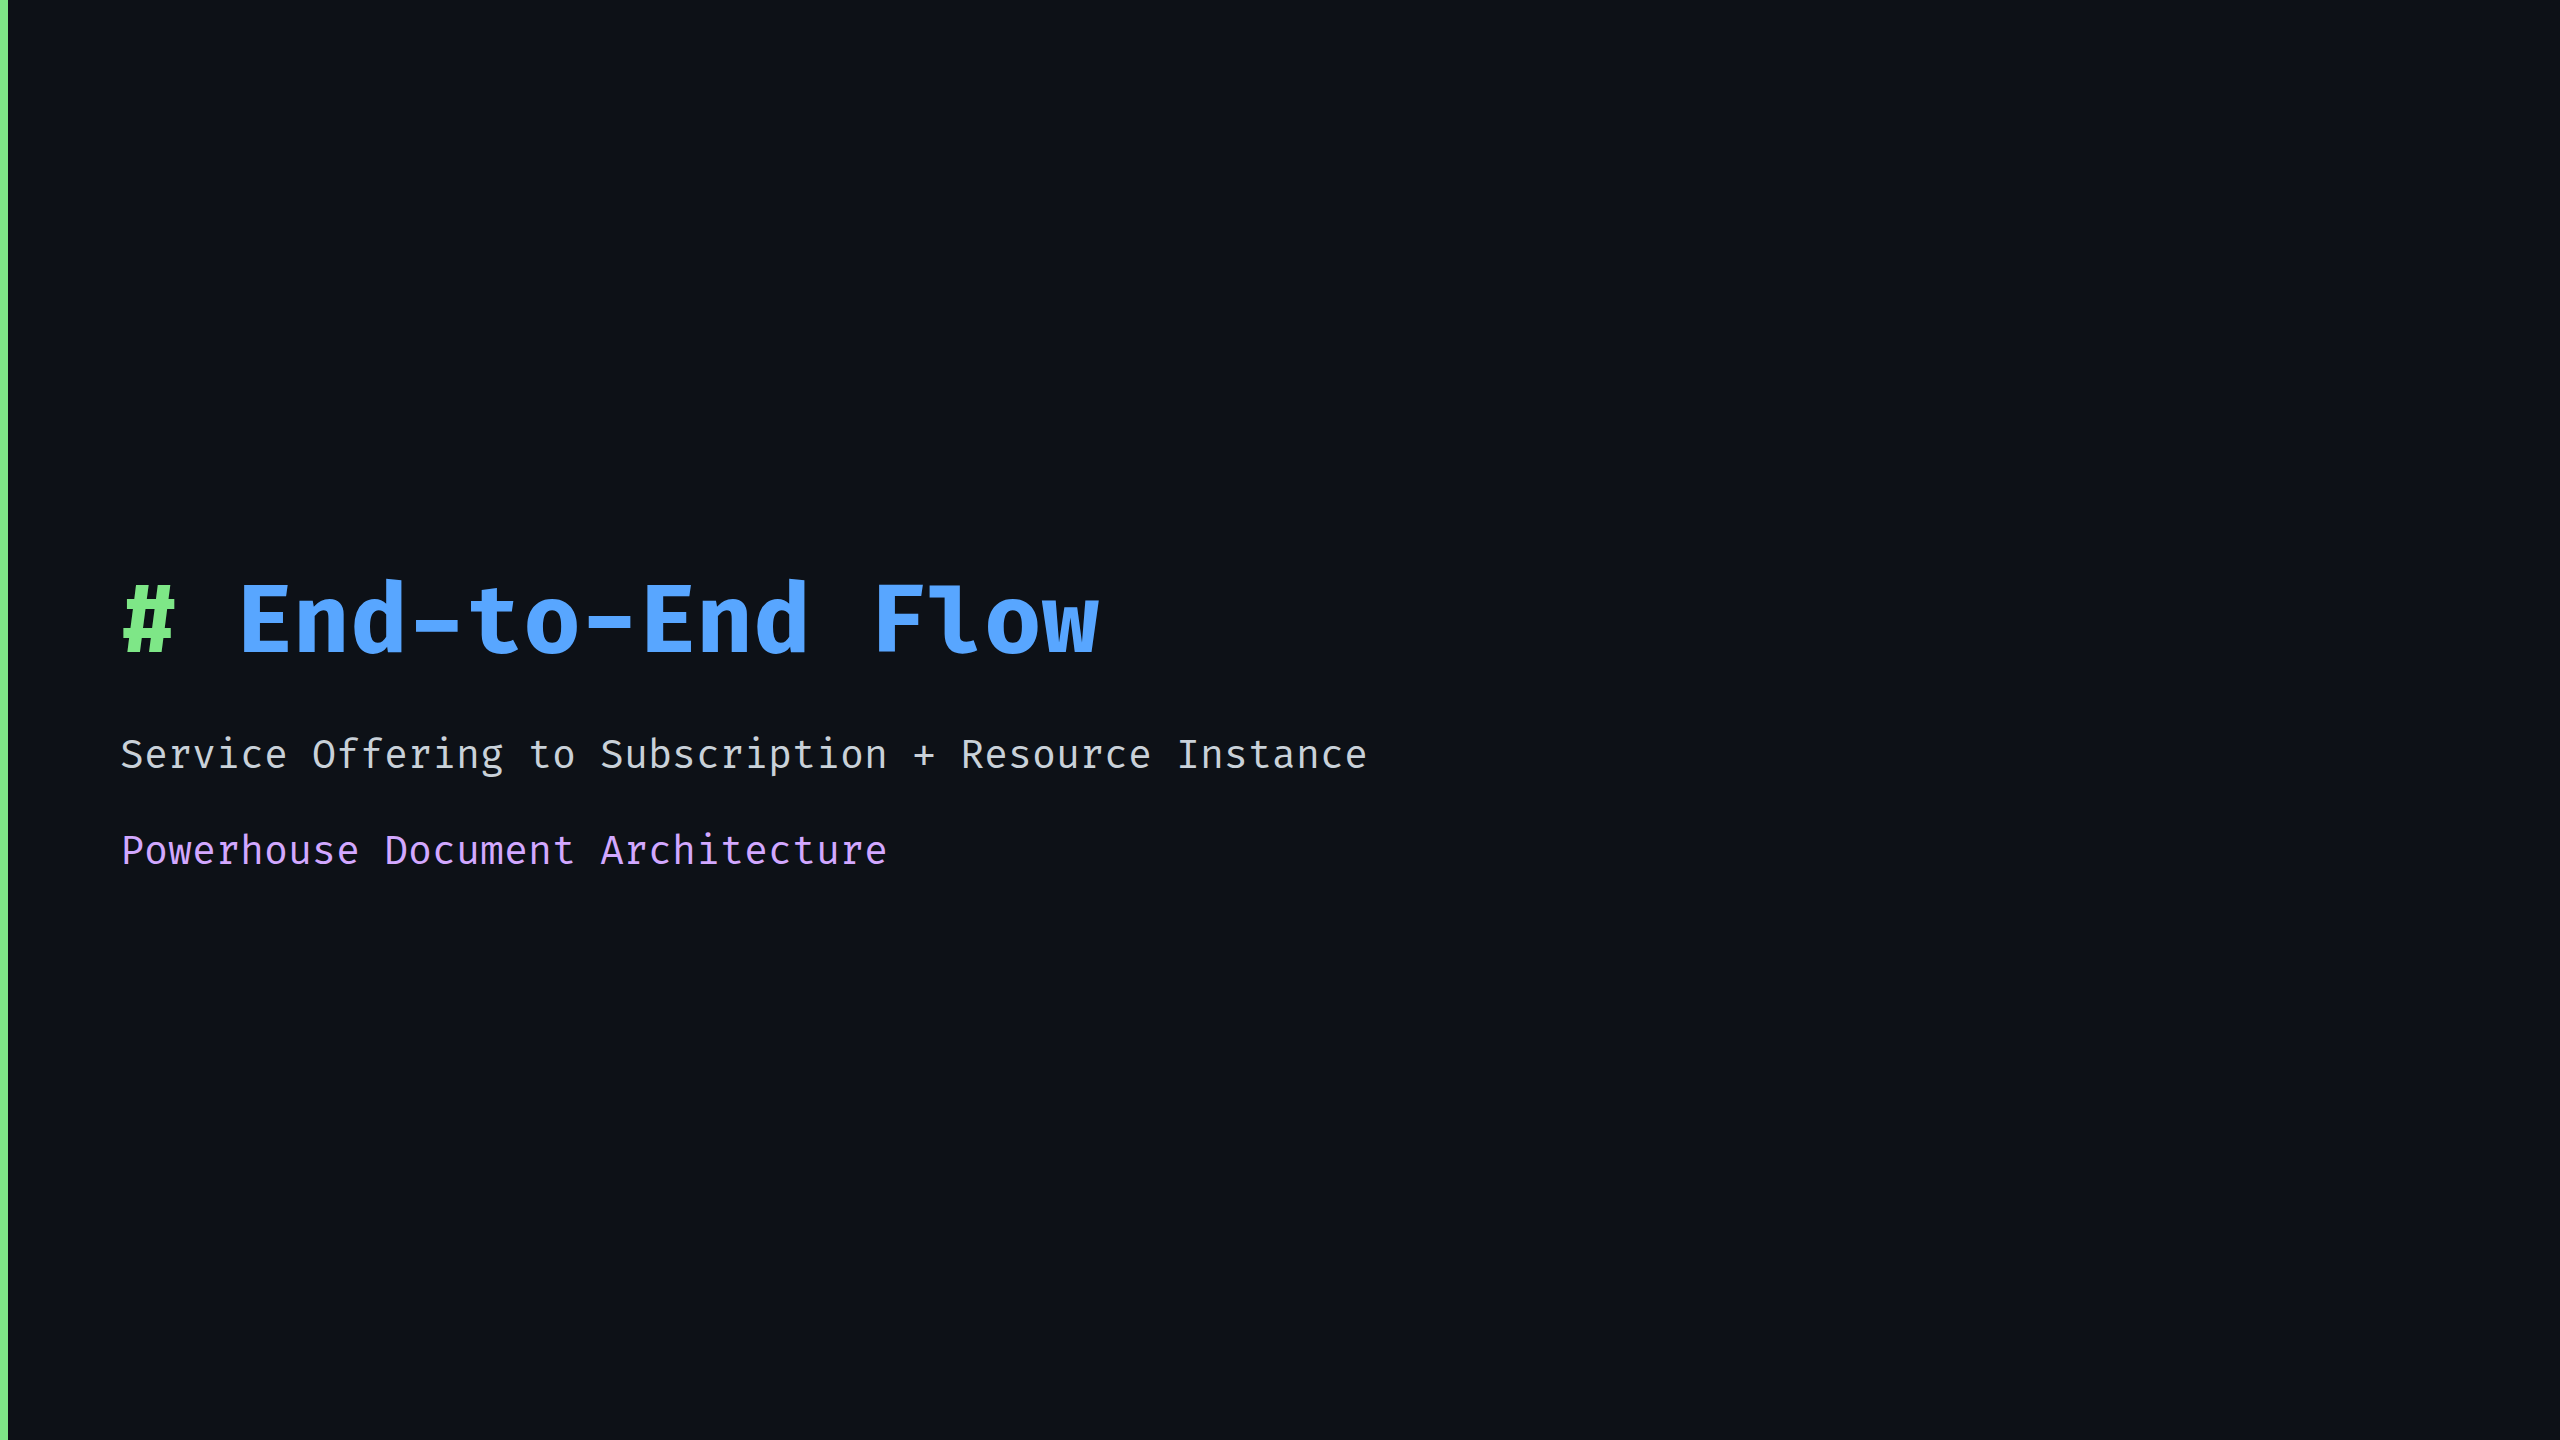 # End-to-End Flow
Service Offering to Subscription + Resource Instance
Powerhouse Document Architecture